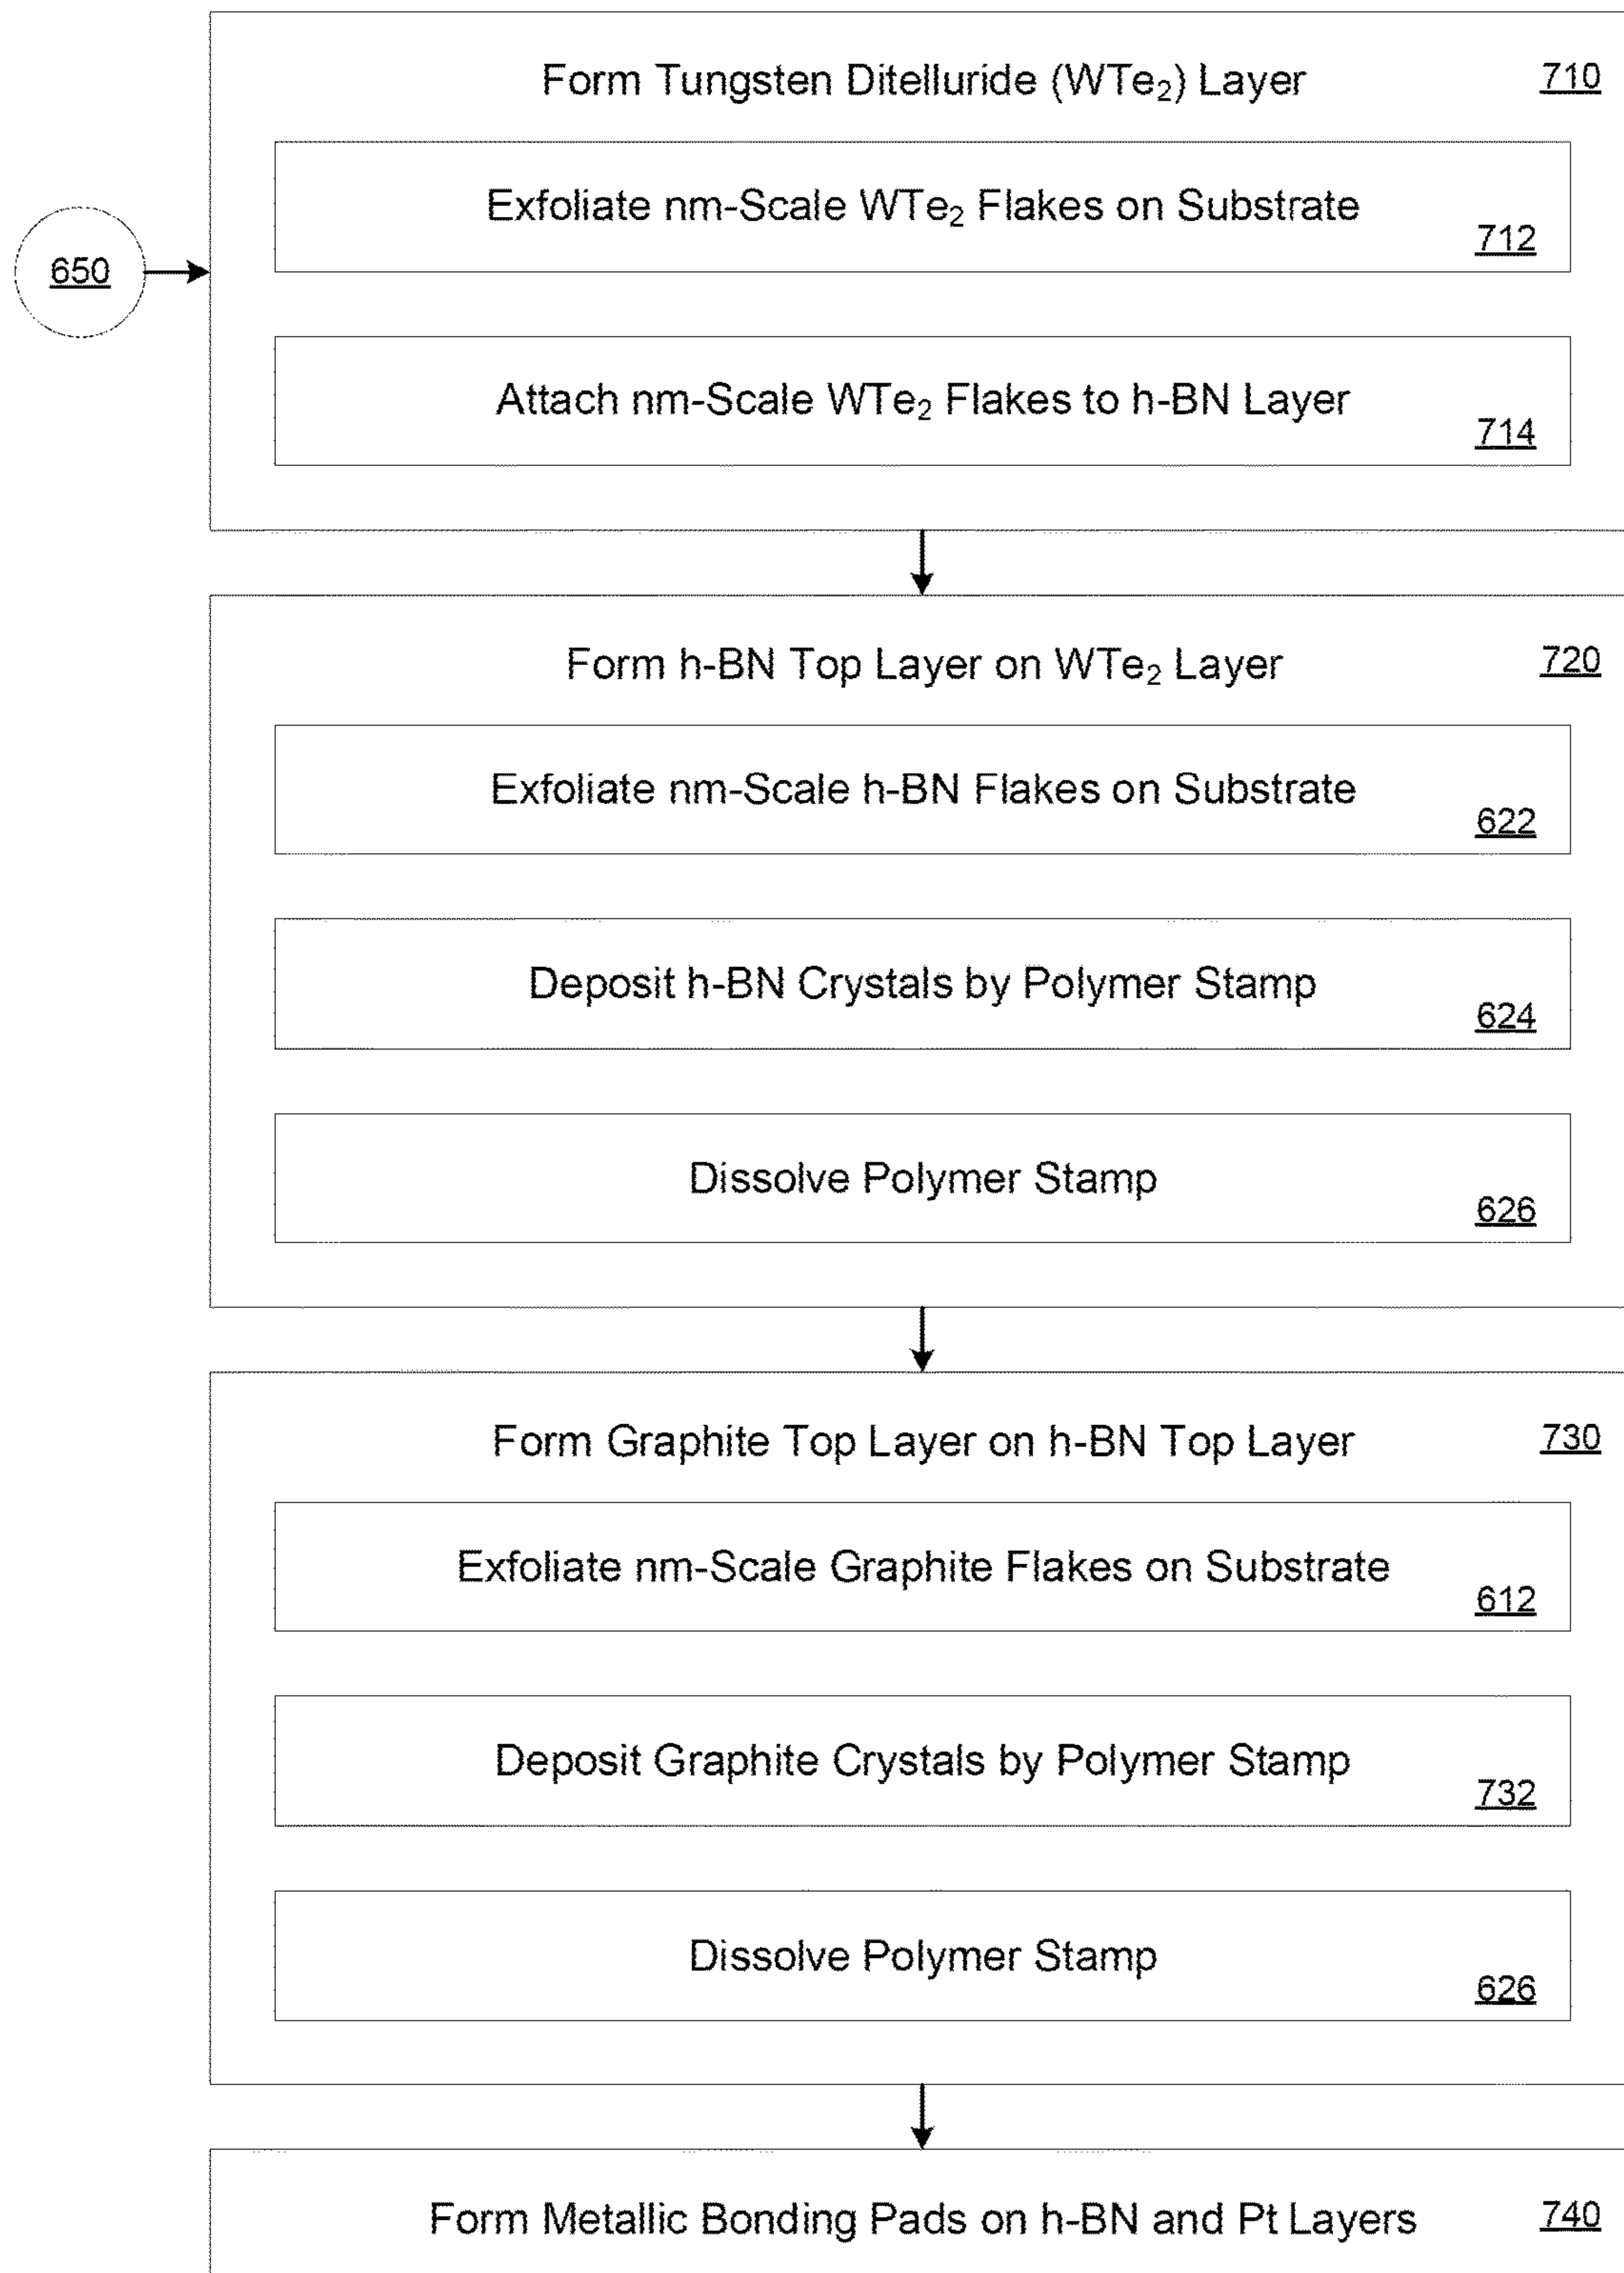 Form Tungsten Ditelluride (WTe₂) Layer 710
Exfoliate nm-Scale WTe₂ Flakes on Substrate
712
650
Attach nm-Scale WTe₂ Flakes to h-BN Layer
714
Form h-BN Top Layer on WTe₂ Layer 720
Exfoliate nm-Scale h-BN Flakes on Substrate
622
Deposit h-BN Crystals by Polymer Stamp
624
Dissolve Polymer Stamp
626
Form Graphite Top Layer on h-BN Top Layer 730
Exfoliate nm-Scale Graphite Flakes on Substrate
612
Deposit Graphite Crystals by Polymer Stamp
732
Dissolve Polymer Stamp
626
Form Metallic Bonding Pads on h-BN and Pt Layers 740